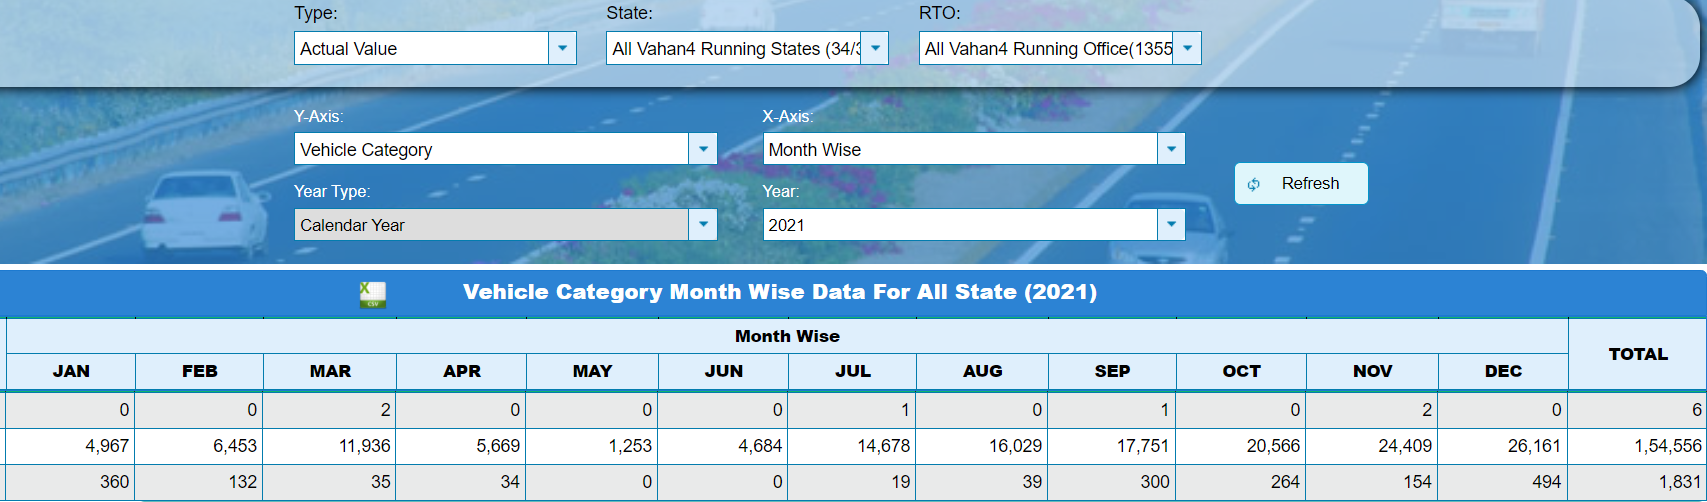 Type: State: RTO:
Actual Value All Vahan4 Running States (34/3 All Vahan4 Running Office(1355
Y-Axis: X-Axis:
Vehicle Category Month Wise
Refresh
Year Type: Year:
Calendar Year 2021
Vehicle Category Month Wise Data For All State (2021)
Month Wise
TOTAL
JAN FEB MAR APR MAY JUN JUL AUG SEP OCT NOV DEC
0 0 2 0 0 0 1 0 1 0 2 0 6
4,967 6,453 11,936 5,669 1,253 4,684 14,678 16,029 17,751 20,566 24,409 26,161 1,54,556
360 132 35 34 0 0 19 39 300 264 154 494 1,831